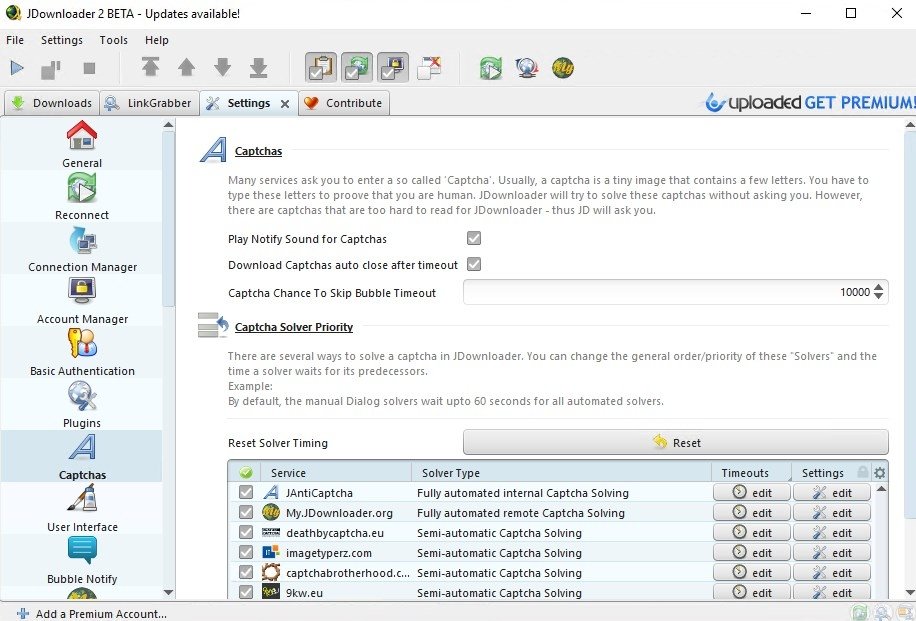 JDownloader 2 BETA - Updates available!
File Settings Tools Help
Downloads LinkGrabber Settings Contribute
uploaded GET PREMIUM!
General
Reconnect
Connection Manager
Account Manager
Basic Authentication
Plugins
Captchas
User Interface
Bubble Notify
Captchas
Many services ask you to enter a so called 'Captcha'. Usually, a captcha is a tiny image that contains a few letters. You have to
type these letters to proove that you are human. JDownloader will try to solve these captchas without asking you. However,
there are captchas that are too hard to read for JDownloader - thus JD will ask you.
Play Notify Sound for Captchas
Download Captchas auto close after timeout
Captcha Chance To Skip Bubble Timeout 10000
Captcha Solver Priority
There are several ways to solve a captcha in JDownloader. You can change the general order/priority of these "Solvers" and the
time a solver waits for its predecessors.
Example:
By default, the manual Dialog solvers wait upto 60 seconds for all automated solvers.
Reset Solver Timing Reset
Service Solver Type Timeouts Settings
JAntiCaptcha Fully automated internal Captcha Solving edit edit
My.JDownloader.org Fully automated remote Captcha Solving edit edit
deathbycaptcha.eu Semi-automatic Captcha Solving edit edit
imagetyperz.com Semi-automatic Captcha Solving edit edit
captchabrotherhood.c... Semi-automatic Captcha Solving edit edit
9kw.eu Semi-automatic Captcha Solving edit edit
Add a Premium Account...